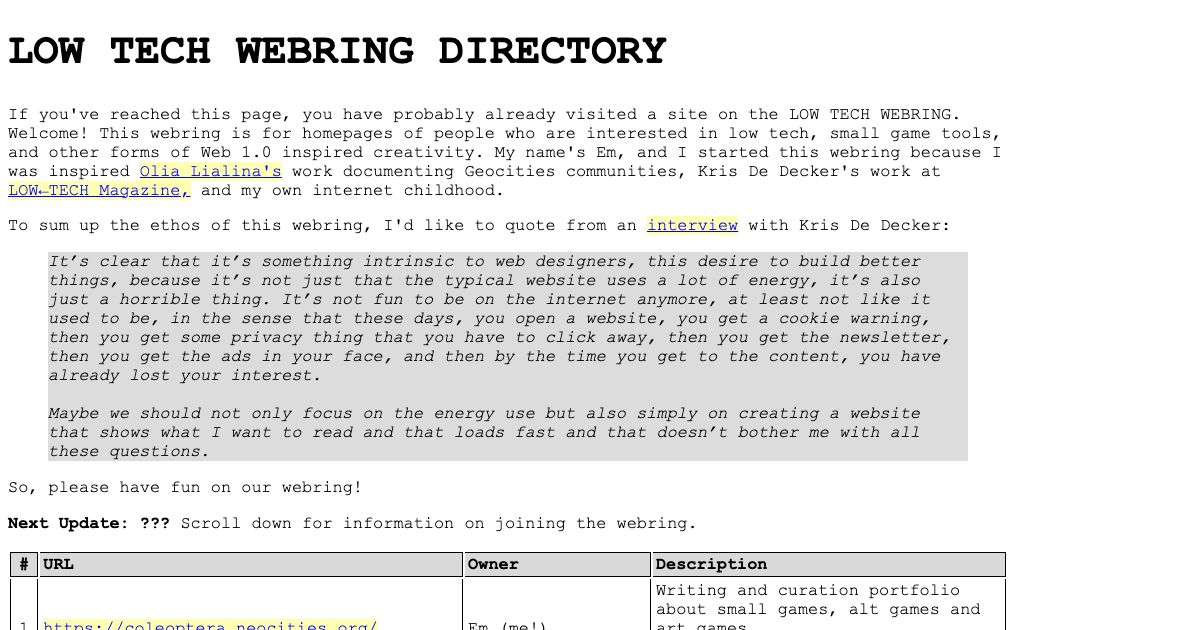 LOW TECH WEBRING DIRECTORY
If you've reached this page, you have probably already visited a site on the LOW TECH WEBRING.
Welcome! This webring is for homepages of people who are interested in low tech, small game tools,
and other forms of Web 1.0 inspired creativity. My name's Em, and I started this webring because I
was inspired Olia Lialina's work documenting Geocities communities, Kris De Decker's work at
LOW←TECH Magazine, and my own internet childhood.
To sum up the ethos of this webring, I'd like to quote from an interview with Kris De Decker:
It’s clear that it’s something intrinsic to web designers, this desire to build better
things, because it’s not just that the typical website uses a lot of energy, it’s also
just a horrible thing. It’s not fun to be on the internet anymore, at least not like it
used to be, in the sense that these days, you open a website, you get a cookie warning,
then you get some privacy thing that you have to click away, then you get the newsletter,
then you get the ads in your face, and then by the time you get to the content, you have
already lost your interest.
Maybe we should not only focus on the energy use but also simply on creating a website
that shows what I want to read and that loads fast and that doesn’t bother me with all
these questions.
So, please have fun on our webring!
Next Update: ??? Scroll down for information on joining the webring.
# URL Owner Description
Writing and curation portfolio
about small games, alt games and
1 https://coleoptera.neocities.org/ Em (me!) art games